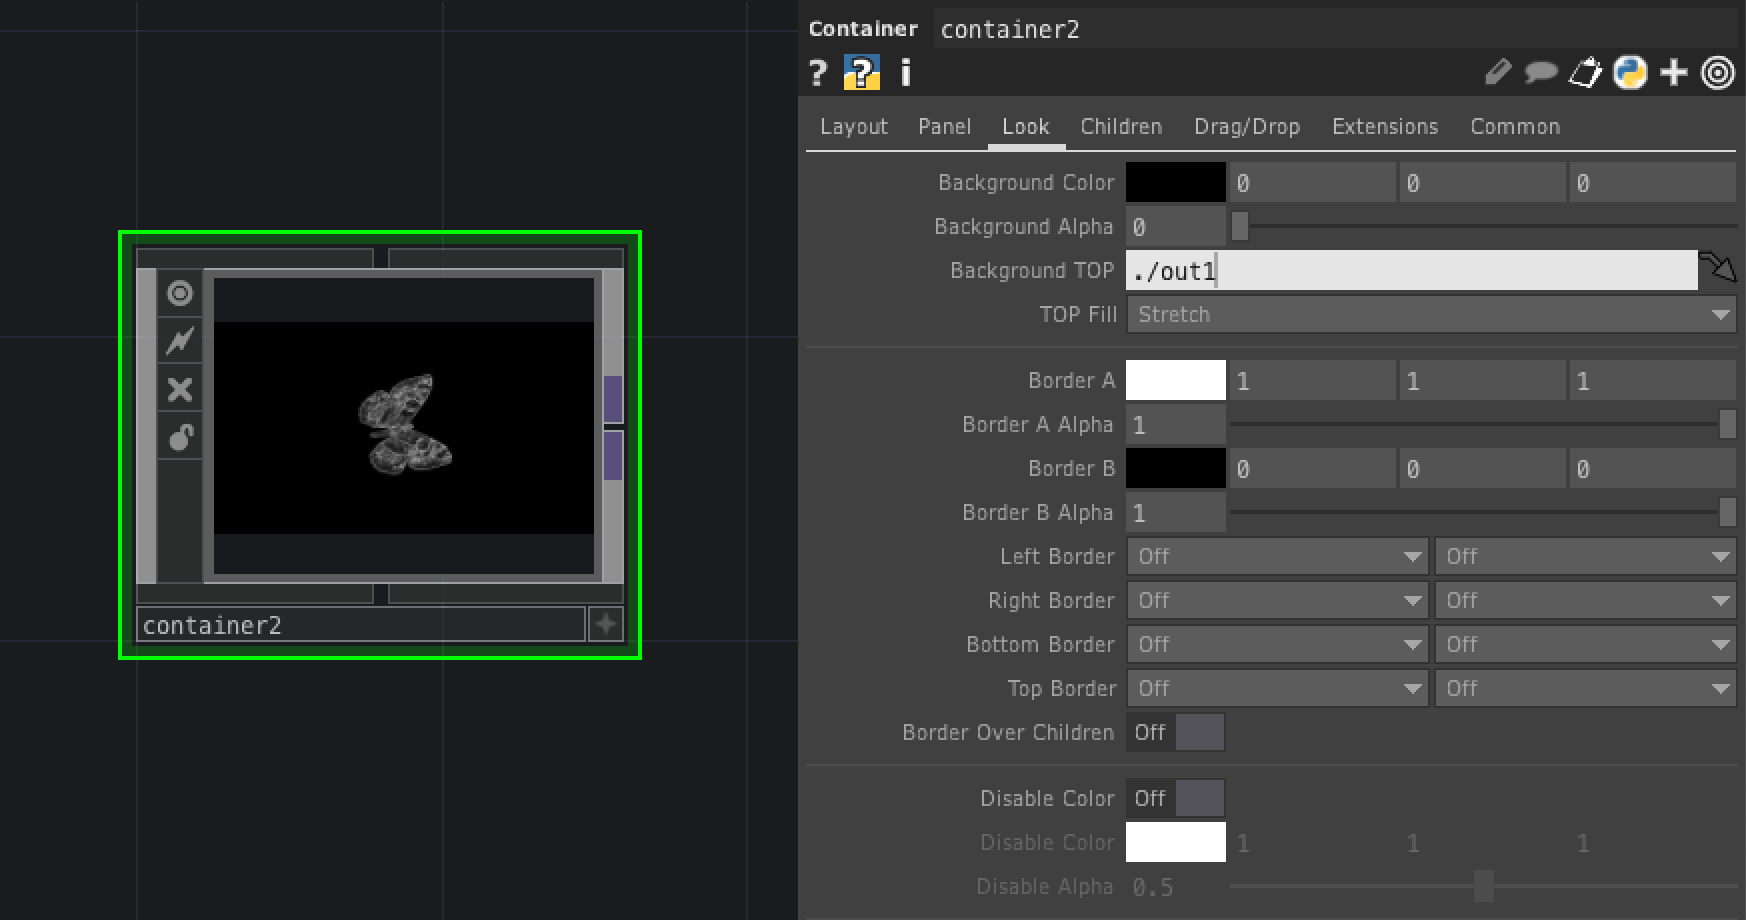 Container container2
? ? i
Layout Panel Look Children Drag/Drop Extensions Common
Background Color 0 0 0
Background Alpha 0
Background TOP ./out1
TOP Fill Stretch
Border A 1 1 1
Border A Alpha 1
Border B 0 0 0
Border B Alpha 1
Left Border Off Off
Right Border Off Off
Bottom Border Off Off
Top Border Off Off
Border Over Children Off
Disable Color Off
Disable Color 1 1 1
Disable Alpha 0.5
container2